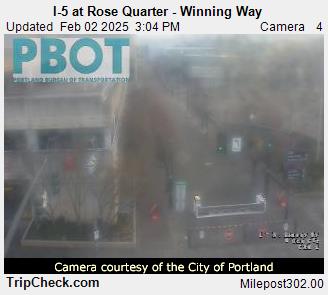 I-5 at Rose Quarter - Winning Way
Updated Feb 02 2025 3:04 PM Camera 4
PBOT
PORTLAND BUREAU OF TRANSPORTATION
Camera courtesy of the City of Portland
TripCheck.com Milepost302.00